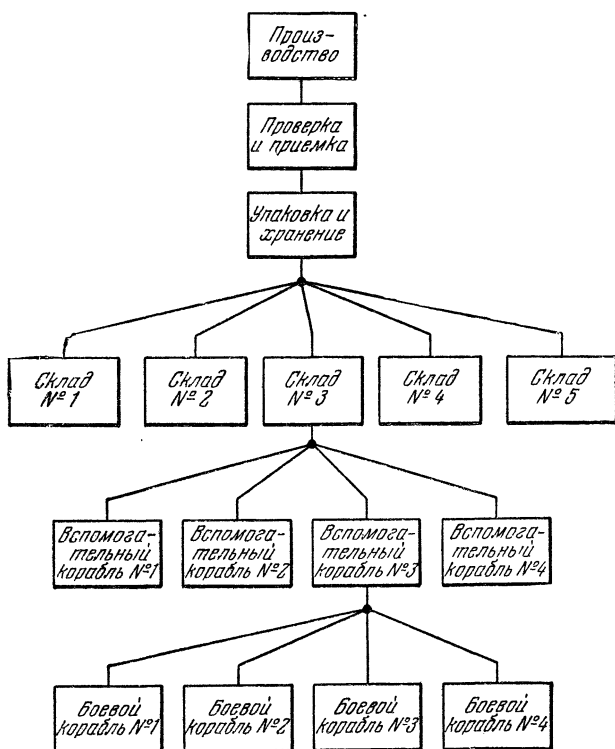 Произ-
водство
Проверка
и приемка
Упаковка и
хранение
Склад
№ 1
Склад
№ 2
Склад
№ 3
Склад
№ 4
Склад
№ 5
Вспомога-
тельный
корабль №1
Вспомога-
тельный
корабль №2
Вспомога-
тельный
корабль №3
Вспомога-
тельный
корабль №4
Боевой
корабль №1
Боевой
корабль №2
Боевой
корабль №3
Боевой
корабль №4